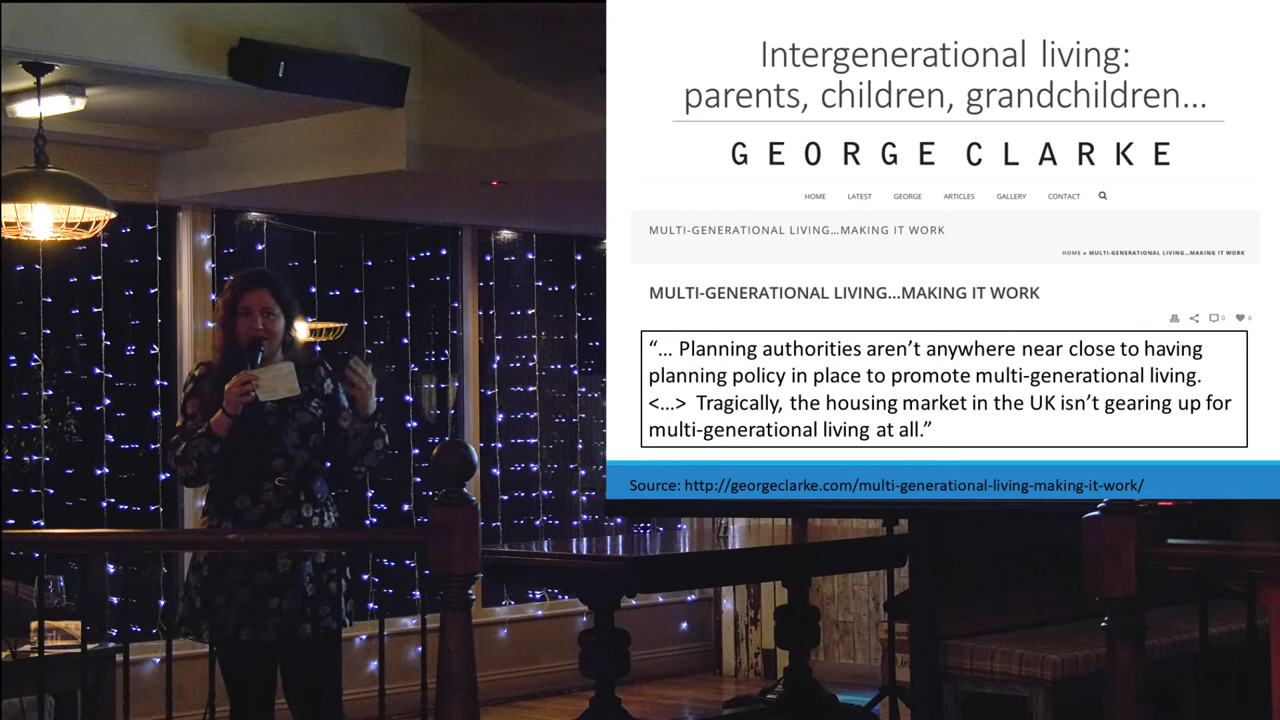 Intergenerational living:
parents, children, grandchildren...
GEORGE CLARKE
HOME LATEST GEORGE ARTICLES GALLERY CONTACT
MULTI-GENERATIONAL LIVING...MAKING IT WORK
HOME » MULTI-GENERATIONAL LIVING...MAKING IT WORK
MULTI-GENERATIONAL LIVING...MAKING IT WORK
0 6
“... Planning authorities aren’t anywhere near close to having
planning policy in place to promote multi-generational living.
<...> Tragically, the housing market in the UK isn’t gearing up for
multi-generational living at all.”
Source: http://georgeclarke.com/multi-generational-living-making-it-work/